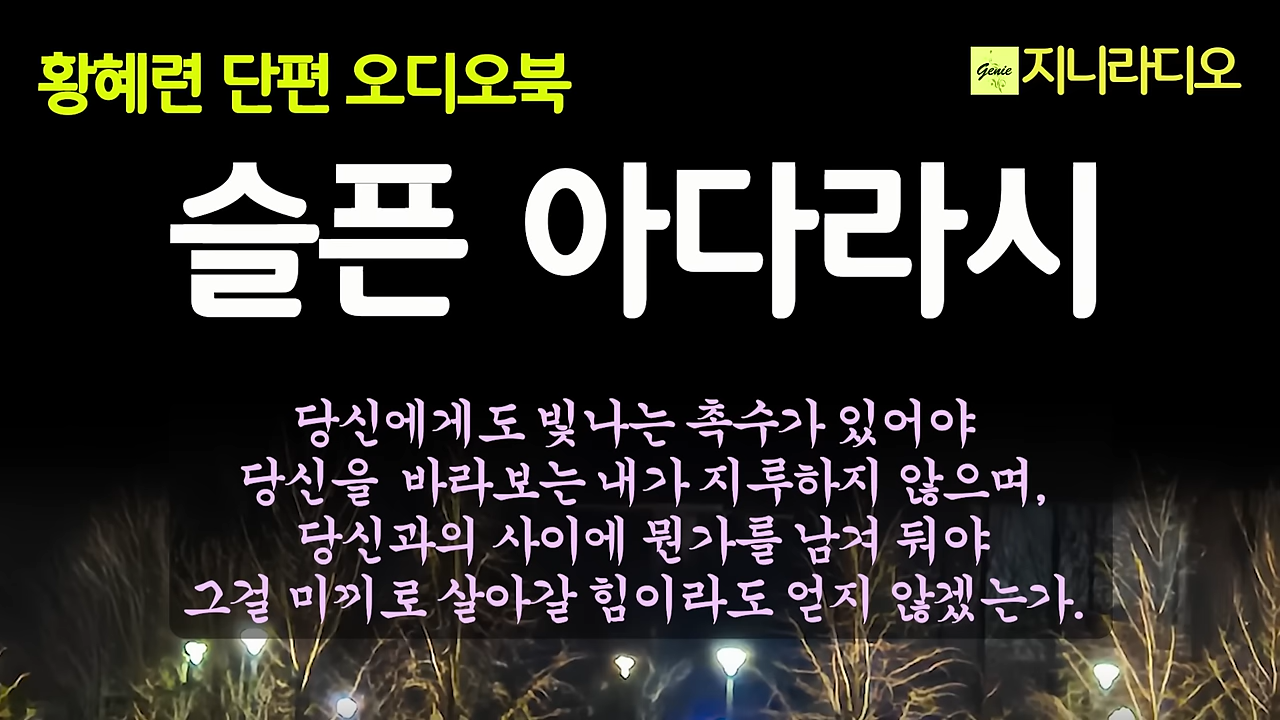 황혜련 단편 오디오북
Genie 지니라디오
슬픈 아다라시
당신에게도 빛나는 촉수가 있어야
당신을 바라보는 내가 지루하지 않으며,
당신과의 사이에 뭔가를 남겨 둬야
그걸 미끼로 살아갈 힘이라도 얻지 않겠는가.